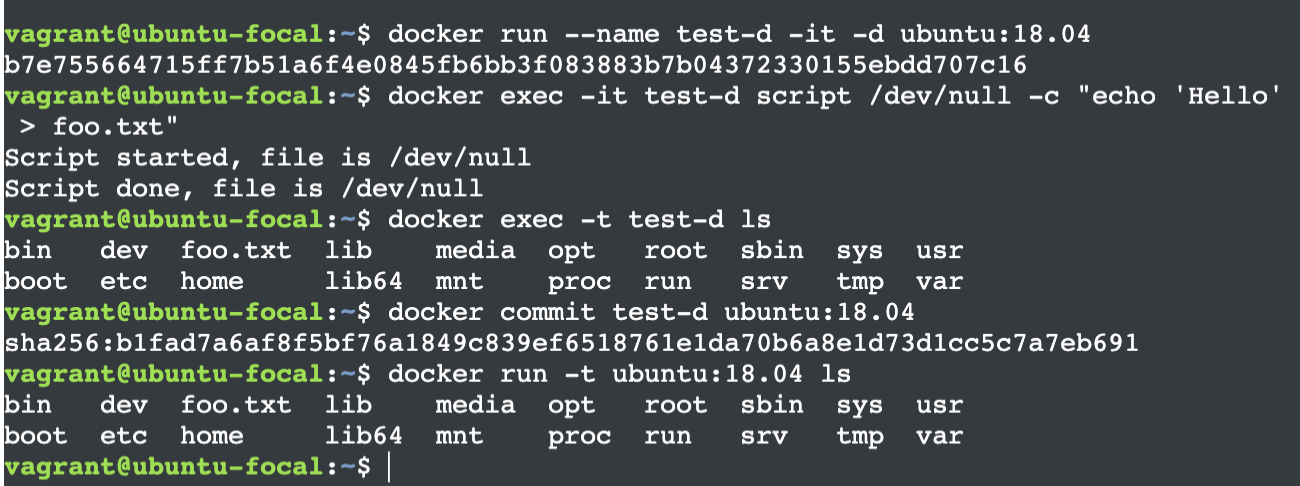 vagrant@ubuntu-focal:~$ docker run --name test-d -it -d ubuntu:18.04
b7e755664715ff7b51a6f4e0845fb6bb3f083883b7b04372330155ebdd707c16
vagrant@ubuntu-focal:~$ docker exec -it test-d script /dev/null -c "echo 'Hello'
 > foo.txt"
Script started, file is /dev/null
Script done, file is /dev/null
vagrant@ubuntu-focal:~$ docker exec -t test-d ls
bin   dev  foo.txt  lib    media  opt   root  sbin  sys  usr
boot  etc  home     lib64  mnt    proc  run   srv   tmp  var
vagrant@ubuntu-focal:~$ docker commit test-d ubuntu:18.04
sha256:b1fad7a6af8f5bf76a1849c839ef6518761e1da70b6a8e1d73d1cc5c7a7eb691
vagrant@ubuntu-focal:~$ docker run -t ubuntu:18.04 ls
bin   dev  foo.txt  lib    media  opt   root  sbin  sys  usr
boot  etc  home     lib64  mnt    proc  run   srv   tmp  var
vagrant@ubuntu-focal:~$